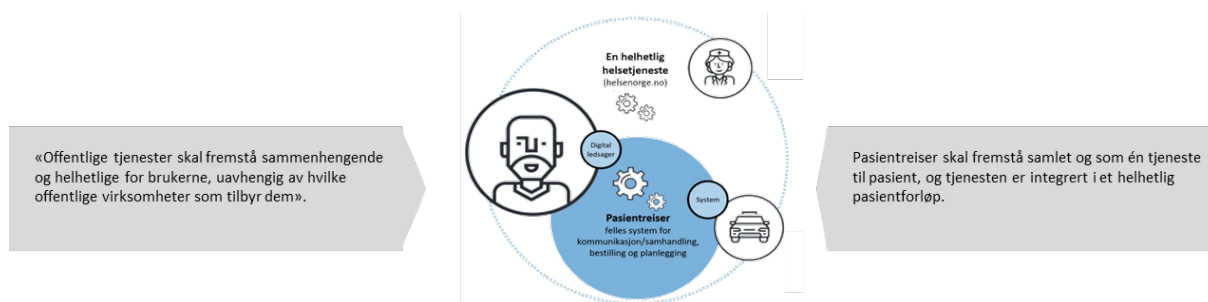 «Offentlige tjenester skal fremstå sammenhengende
og helhetlige for brukerne, uavhengig av hvilke
offentlige virksomheter som tilbyr dem».
En helhetlig
helsetjeneste
(helsenorge.no)
Digital
ledsager
System
Pasientreiser
felles system for
kommunikasjon/samhandling,
bestilling og planlegging
Pasientreiser skal fremstå samlet og som én tjeneste
til pasient, og tjenesten er integrert i et helhetlig
pasientforløp.